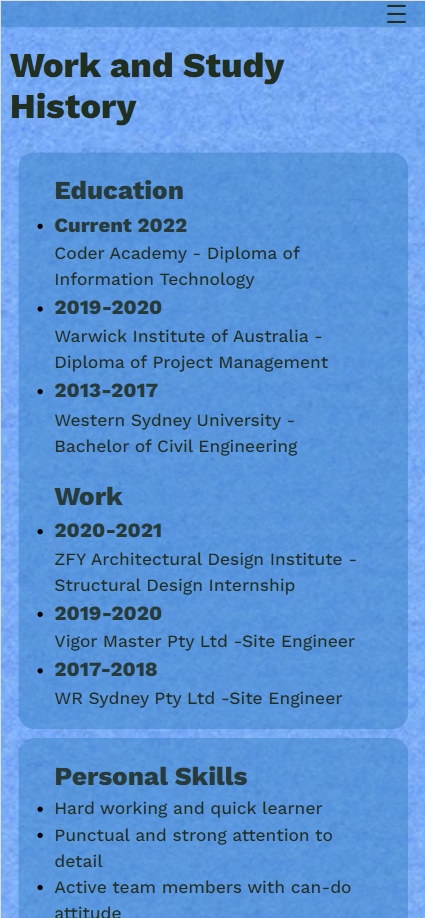 Work and Study
History
Education
Current 2022
Coder Academy - Diploma of
Information Technology
2019-2020
Warwick Institute of Australia -
Diploma of Project Management
2013-2017
Western Sydney University -
Bachelor of Civil Engineering
Work
2020-2021
ZFY Architectural Design Institute -
Structural Design Internship
2019-2020
Vigor Master Pty Ltd -Site Engineer
2017-2018
WR Sydney Pty Ltd -Site Engineer
Personal Skills
Hard working and quick learner
Punctual and strong attention to
detail
Active team members with can-do
attitude